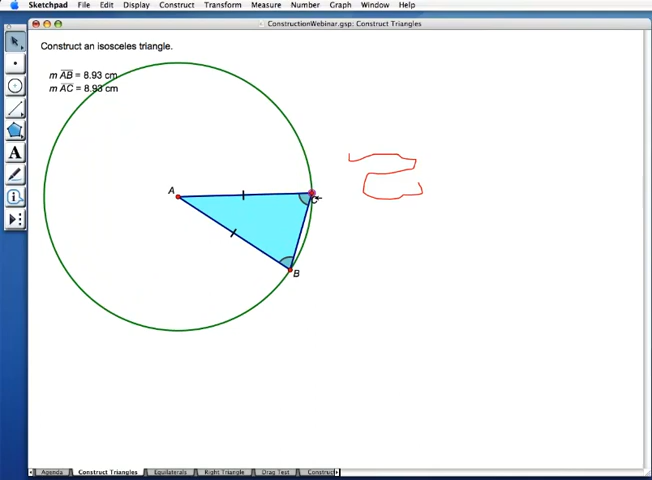 Sketchpad File Edit Display Construct Transform Measure Number Graph Window Help
ConstructionWebinar.gsp: Construct Triangles
Construct an isosceles triangle.
m AB = 8.93 cm
m AC = 8.93 cm
A
C
B
A
Agenda Construct Triangles Equilaterals Right Triangle Drag Test Construct